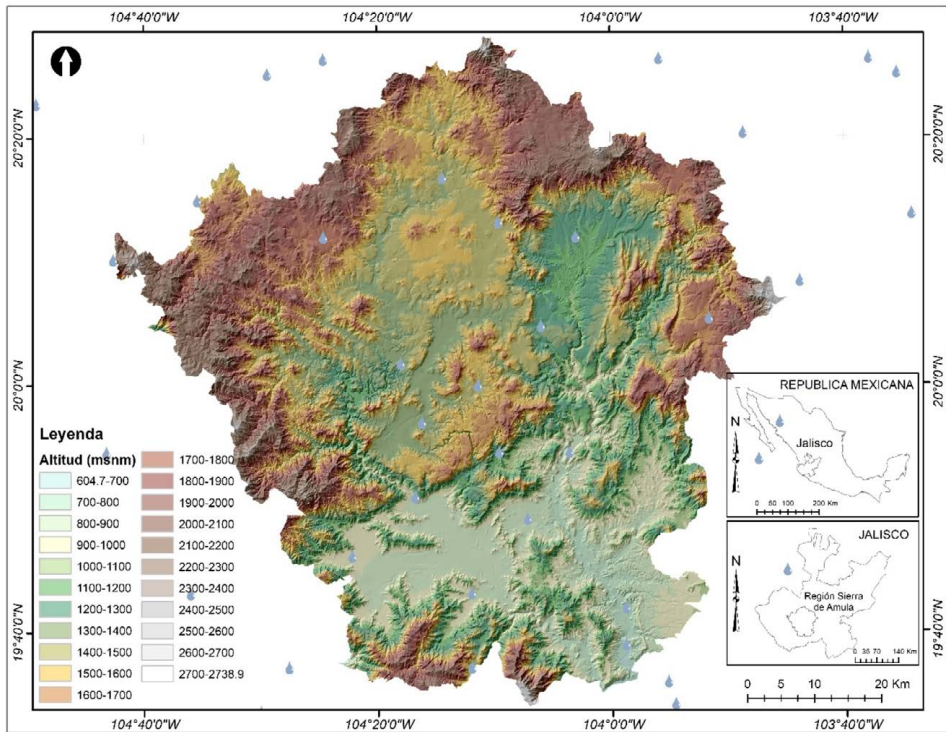 104°40'0"W 104°20'0"W 104°0'0"W 103°40'0"W
20°20'0"N 20°20'0"N
20°0'0"N 20°0'0"N
19°40'0"N 19°40'0"N
Leyenda
Altitud (msnm)
604.7-700
700-800
800-900
900-1000
1000-1100
1100-1200
1200-1300
1300-1400
1400-1500
1500-1600
1600-1700
1700-1800
1800-1900
1900-2000
2000-2100
2100-2200
2200-2300
2300-2400
2400-2500
2500-2600
2600-2700
2700-2738.9
REPUBLICA MEXICANA
N
Jalisco
0 50 100 200 Km
JALISCO
N
Región Sierra
de Amula
0 35 70 140 Km
0 5 10 20 Km
104°40'0"W 104°20'0"W 104°0'0"W 103°40'0"W